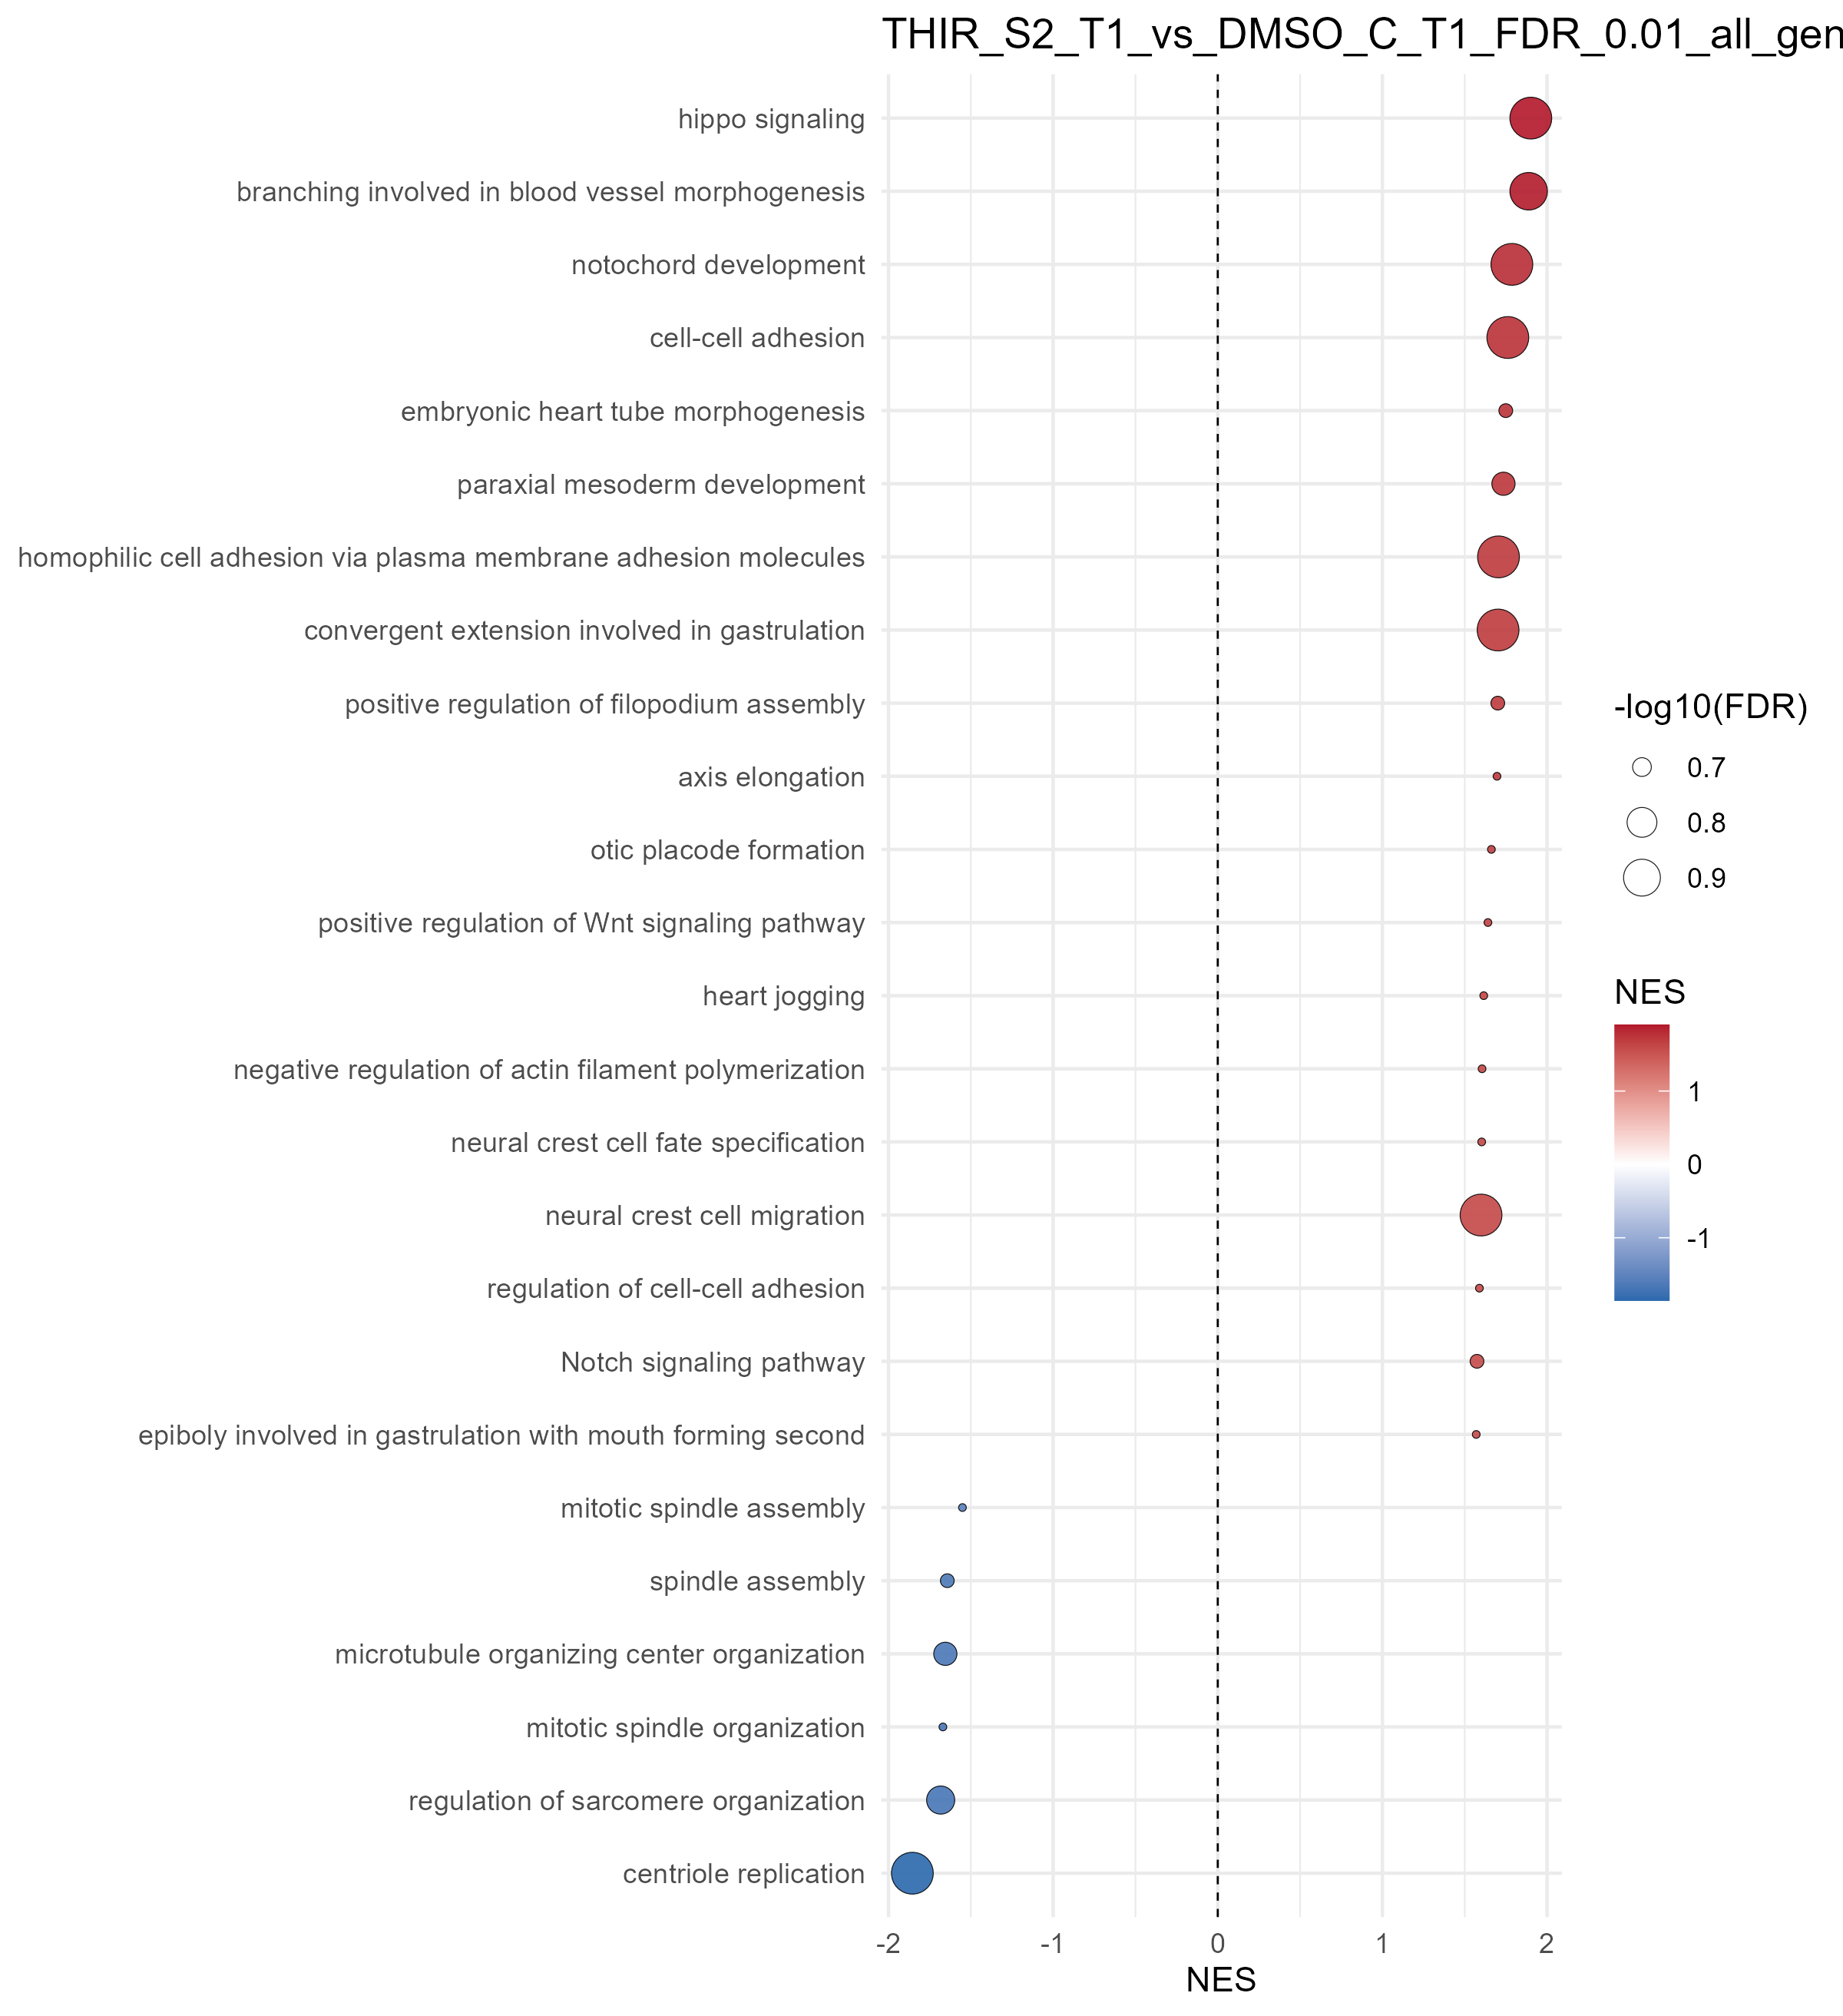 THIR_S2_T1_vs_DMSO_C_T1_FDR_0.01_all_gen
hippo signaling
branching involved in blood vessel morphogenesis
notochord development
cell-cell adhesion
embryonic heart tube morphogenesis
paraxial mesoderm development
homophilic cell adhesion via plasma membrane adhesion molecules
convergent extension involved in gastrulation
positive regulation of filopodium assembly
axis elongation
otic placode formation
positive regulation of Wnt signaling pathway
heart jogging
negative regulation of actin filament polymerization
neural crest cell fate specification
neural crest cell migration
regulation of cell-cell adhesion
Notch signaling pathway
epiboly involved in gastrulation with mouth forming second
mitotic spindle assembly
spindle assembly
microtubule organizing center organization
mitotic spindle organization
regulation of sarcomere organization
centriole replication
-2 -1 0 1 2
NES
-log10(FDR)
0.7
0.8
0.9
NES
1
0
-1